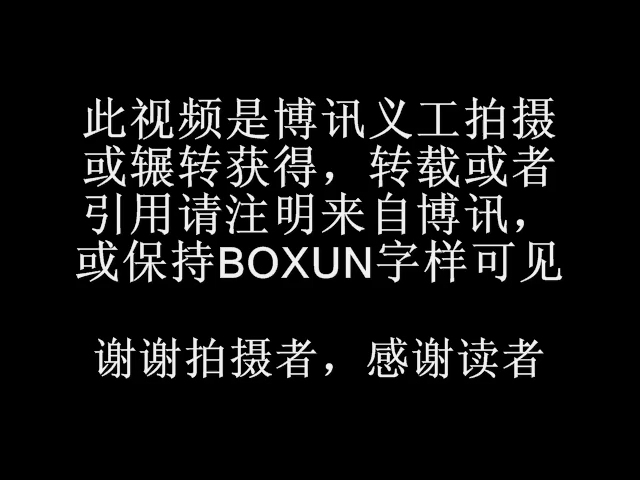 此视频是博讯义工拍摄
或辗转获得，转载或者
引用请注明来自博讯，
或保持BOXUN字样可见
谢谢拍摄者，感谢读者